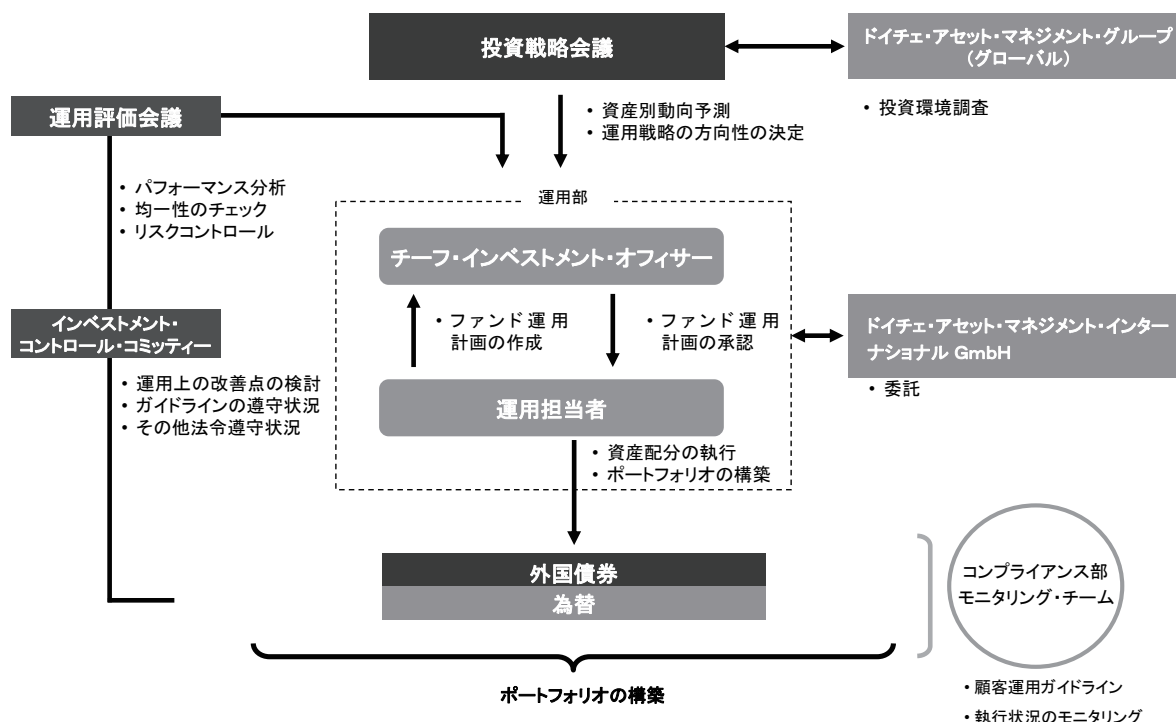 投資戦略会議
ドイチェ・アセット・マネジメント・グループ
(グローバル)
・投資環境調査
運用評価会議
・資産別動向予測
・運用戦略の方向性の決定
・パフォーマンス分析
・均一性のチェック
・リスクコントロール
運用部
チーフ・インベストメント・オフィサー
・ファンド運用
計画の作成
・ファンド運用
計画の承認
インベストメント・
コントロール・コミッティー
ドイチェ・アセット・マネジメント・インター
ナショナル GmbH
・委託
・運用上の改善点の検討
・ガイドラインの遵守状況
・その他法令遵守状況
運用担当者
・資産配分の執行
・ポートフォリオの構築
外国債券
為替
コンプライアンス部
モニタリング・チーム
ポートフォリオの構築
・顧客運用ガイドライン
・執行状況のモニタリング